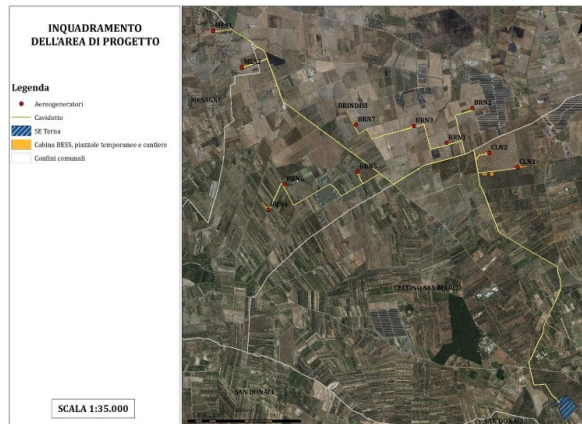 INQUADRAMENTO
DELL'AREA DI PROGETTO
Legenda
Aereogeneratori
Cavidotto
SE Terna
Cabina BESS, piazzole temporanee e cantiere
Confini comunali
SCALA 1:35.000
MES1
MES2
MESAGNE
BRINDISI
BRN7
BRN3
BRN2
BRN1
CLN2
CLN1
BRN5
BRN6
BRN4
CELLINO SAN MARCO
SAN DONACI
SAN DONACI